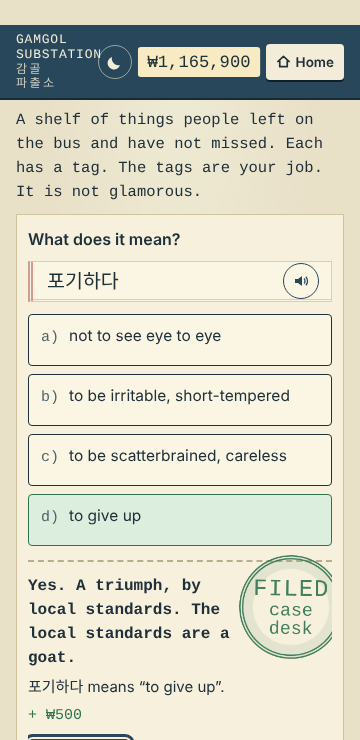 GAMGOL
SUBSTATION
감골
파출소
₩1,165,900
Home
A shelf of things people left on
the bus and have not missed. Each
has a tag. The tags are your job.
It is not glamorous.
What does it mean?
포기하다
a) not to see eye to eye
b) to be irritable, short-tempered
c) to be scatterbrained, careless
d) to give up
FILED
case
desk
Yes. A triumph, by
local standards. The
local standards are a
goat.
포기하다 means “to give up”.
+ ₩500